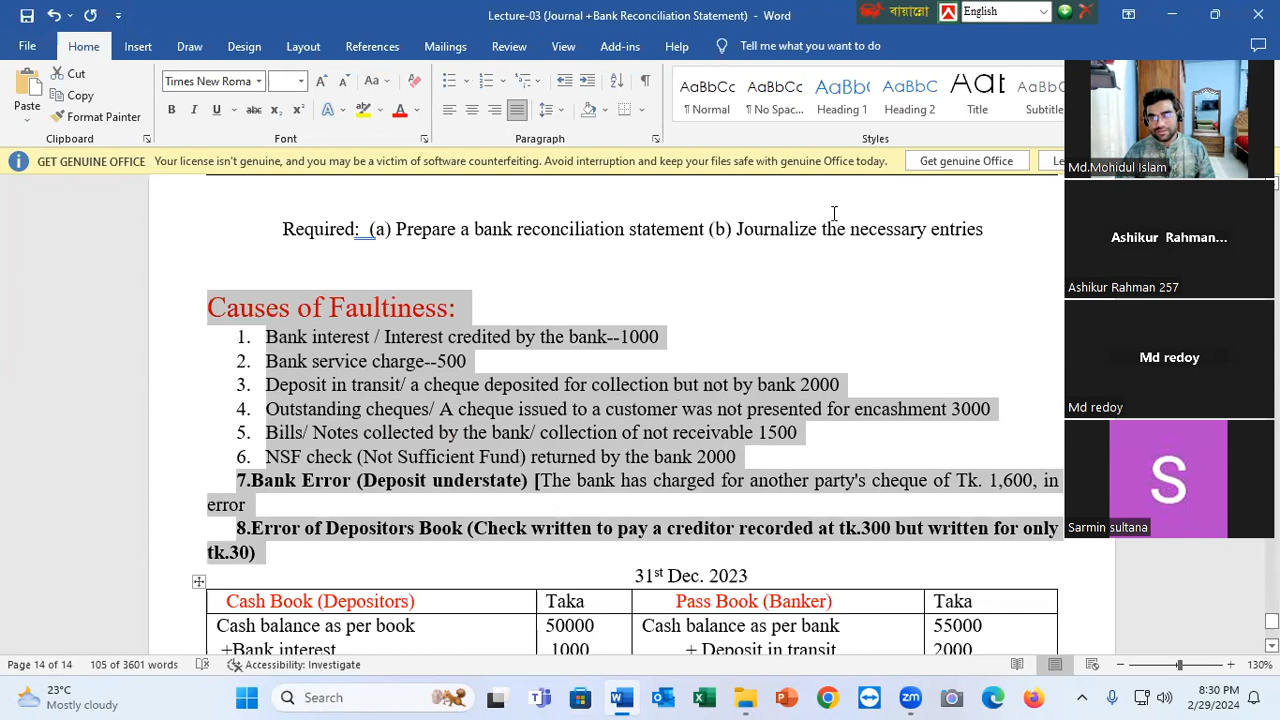 Lecture-03 (Journal +Bank Reconciliation Statement) - Word
বায়ান্নো
English
File Home Insert Draw Design Layout References Mailings Review View Add-ins Help Tell me what you want to do
Paste
Cut
Copy
Format Painter
Clipboard
Times New Roma
Font
Paragraph
AaBbCc AaBbCc AaBbCc AaBbCc AaI AaBbCc
¶ Normal ¶ No Spac... Heading 1 Heading 2 Title Subtitle
Styles
GET GENUINE OFFICE Your license isn't genuine, and you may be a victim of software counterfeiting. Avoid interruption and keep your files safe with genuine Office today. Get genuine Office Le
Required: (a) Prepare a bank reconciliation statement (b) Journalize the necessary entries
Causes of Faultiness:
1. Bank interest / Interest credited by the bank--1000
2. Bank service charge--500
3. Deposit in transit/ a cheque deposited for collection but not by bank 2000
4. Outstanding cheques/ A cheque issued to a customer was not presented for encashment 3000
5. Bills/ Notes collected by the bank/ collection of not receivable 1500
6. NSF check (Not Sufficient Fund) returned by the bank 2000
7.Bank Error (Deposit understate) [The bank has charged for another party's cheque of Tk. 1,600, in
error
8.Error of Depositors Book (Check written to pay a creditor recorded at tk.300 but written for only
tk.30)
31st Dec. 2023
Cash Book (Depositors) Taka Pass Book (Banker) Taka
Cash balance as per book 50000 Cash balance as per bank 55000
+Bank interest 1000 + Deposit in transit 2000
Md.Mohidul Islam
Ashikur Rahman...
Ashikur Rahman 257
Md redoy
Md redoy
S
Sarmin sultana
Page 14 of 14 105 of 3601 words Accessibility: Investigate 130%
23°C
Mostly cloudy
Search
8:30 PM
2/29/2024